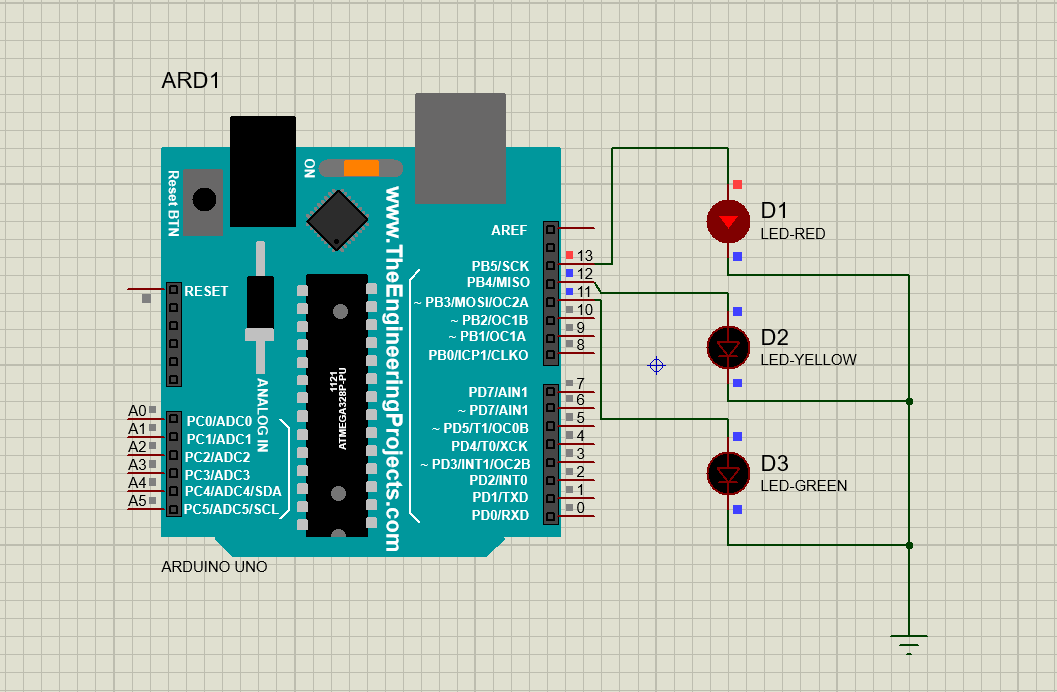 ARD1
ON
Reset BTN
www.TheEngineeringProjects.com
AREF
PB5/SCK
13
PB4/MISO
12
~ PB3/MOSI/OC2A
11
~ PB2/OC1B
10
~ PB1/OC1A
9
PB0/ICP1/CLKO
8
RESET
1121
ATMEGA328P-PU
ANALOG IN
PD7/AIN1
7
~ PD7/AIN1
6
~ PD5/T1/OC0B
5
PD4/T0/XCK
4
~ PD3/INT1/OC2B
3
PD2/INT0
2
PD1/TXD
1
PD0/RXD
0
A0
PC0/ADC0
A1
PC1/ADC1
A2
PC2/ADC2
A3
PC3/ADC3
A4
PC4/ADC4/SDA
A5
PC5/ADC5/SCL
ARDUINO UNO
D1
LED-RED
D2
LED-YELLOW
D3
LED-GREEN